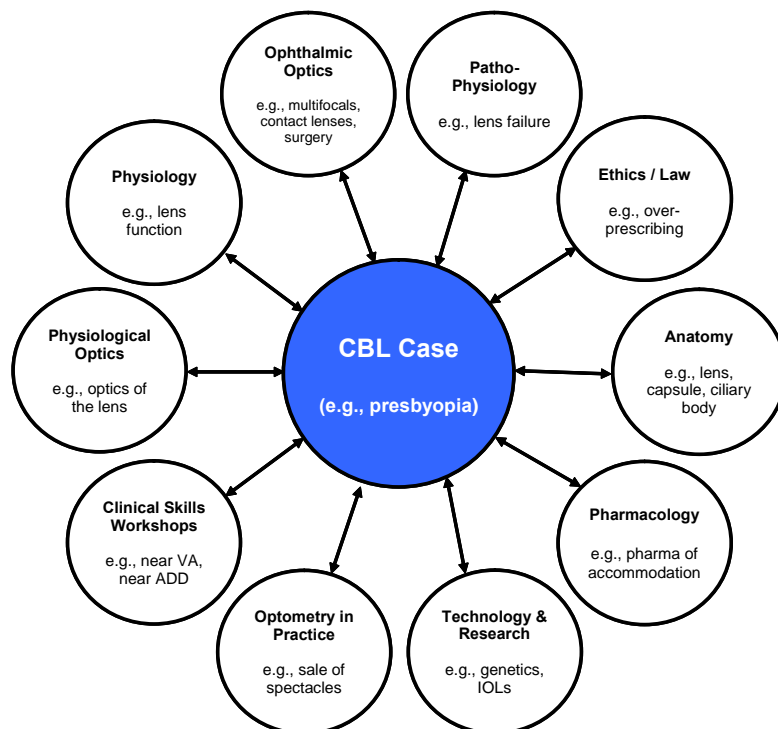 Ophthalmic
Optics
e.g., multifocals,
contact lenses,
surgery
Patho-
Physiology
e.g., lens failure
Physiology
e.g., lens
function
Ethics / Law
e.g., over-
prescribing
Physiological
Optics
e.g., optics of
the lens
CBL Case
(e.g., presbyopia)
Anatomy
e.g., lens,
capsule, ciliary
body
Clinical Skills
Workshops
e.g., near VA,
near ADD
Pharmacology
e.g., pharma of
accommodation
Optometry in
Practice
e.g., sale of
spectacles
Technology &
Research
e.g., genetics,
IOLs